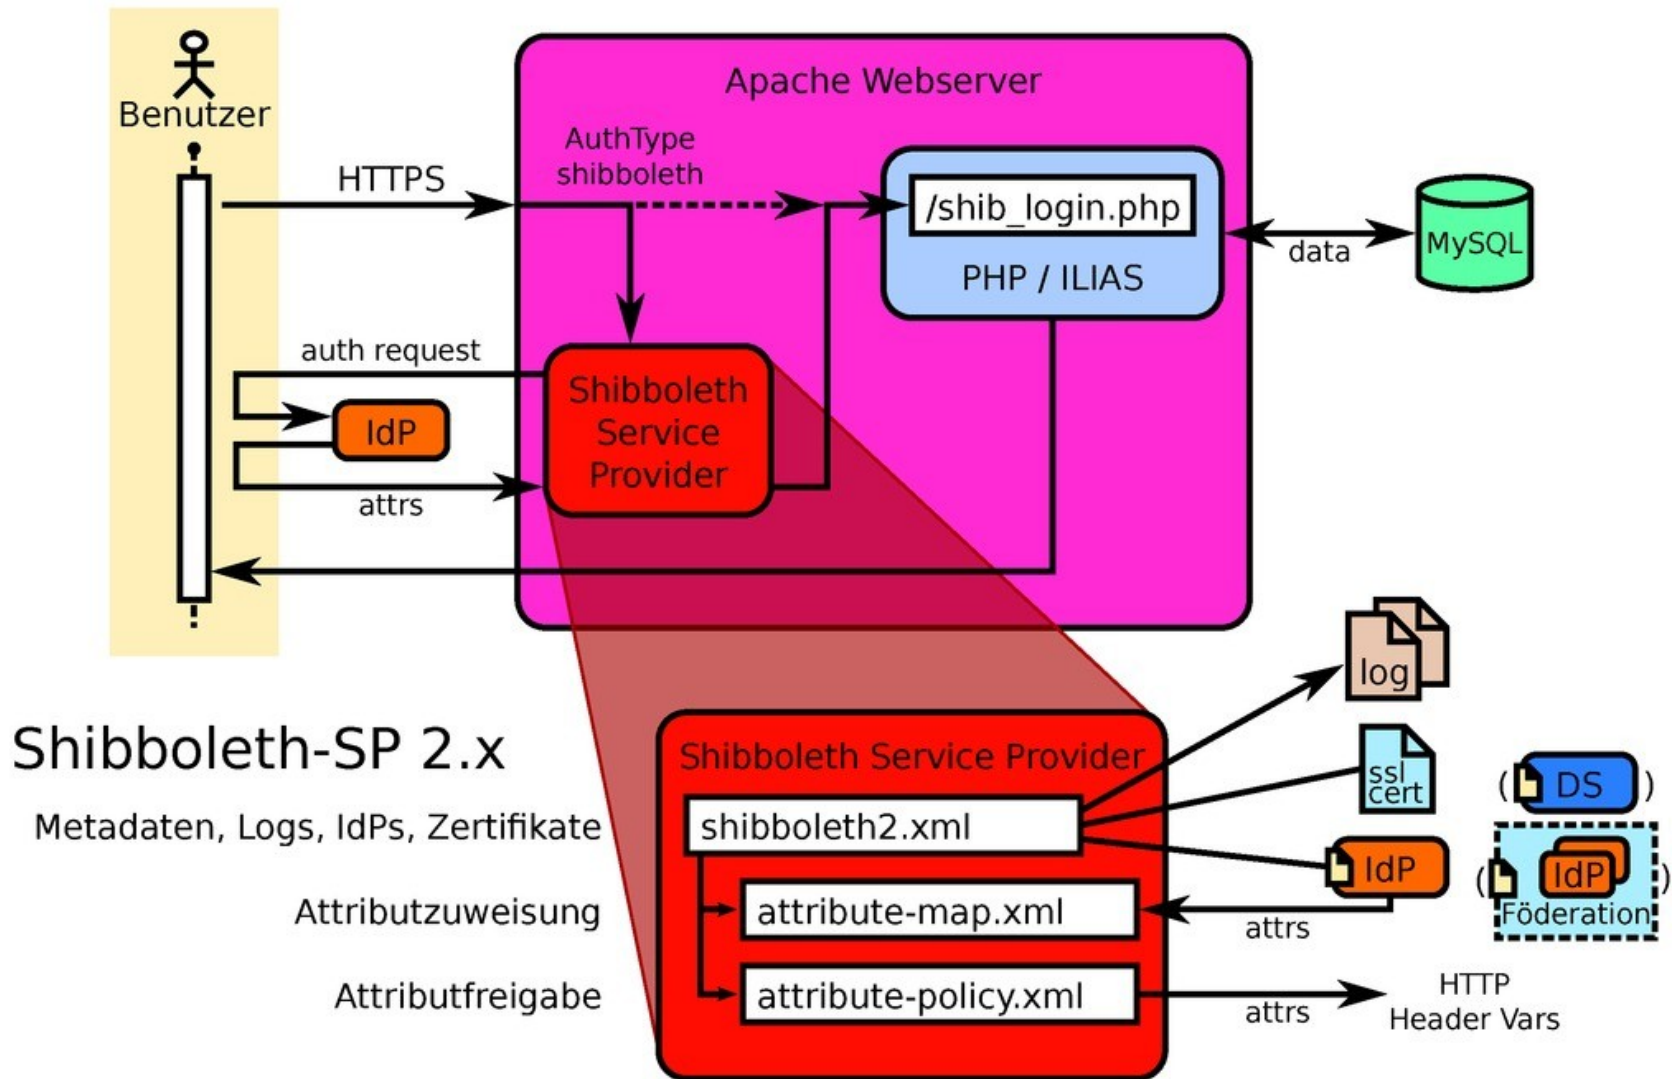 Benutzer
Apache Webserver
HTTPS
AuthType
shibboleth
/shib_login.php
PHP / ILIAS
data
MySQL
auth request
IdP
attrs
Shibboleth
Service
Provider
Shibboleth-SP 2.x
Metadaten, Logs, IdPs, Zertifikate
Attributzuweisung
Attributfreigabe
Shibboleth Service Provider
shibboleth2.xml
attribute-map.xml
attribute-policy.xml
log
ssl
cert
( DS )
IdP
( IdP )
Föderation
attrs
attrs
HTTP
Header Vars